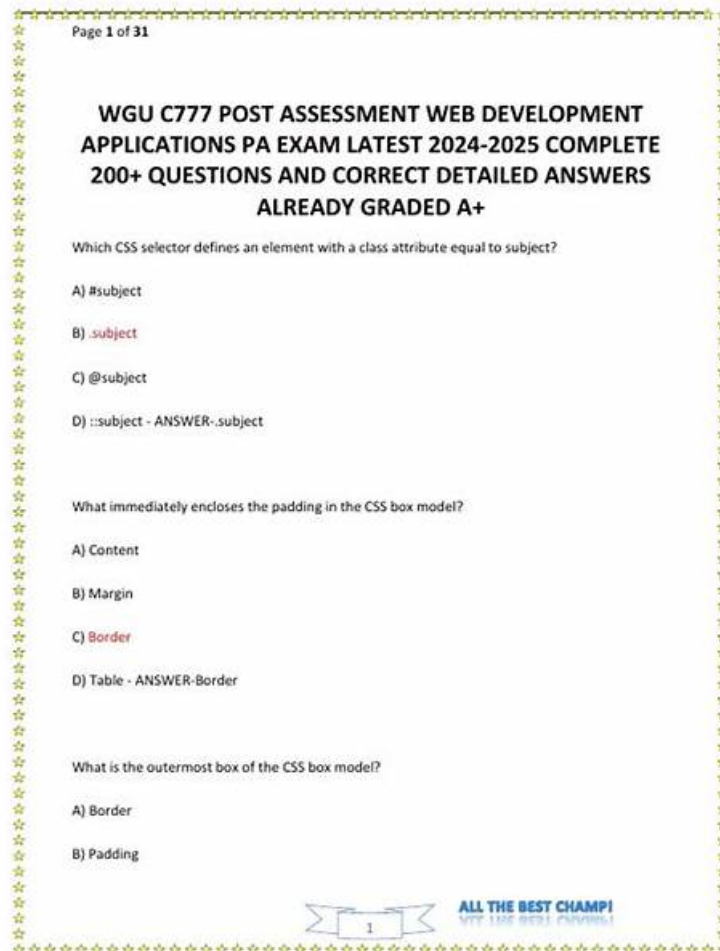 Page 1 of 31
WGU C777 POST ASSESSMENT WEB DEVELOPMENT
APPLICATIONS PA EXAM LATEST 2024-2025 COMPLETE
200+ QUESTIONS AND CORRECT DETAILED ANSWERS
ALREADY GRADED A+
Which CSS selector defines an element with a class attribute equal to subject?
A) #subject
B) .subject
C) @subject
D) ::subject - ANSWER-.subject
What immediately encloses the padding in the CSS box model?
A) Content
B) Margin
C) Border
D) Table - ANSWER-Border
What is the outermost box of the CSS box model?
A) Border
B) Padding
1
ALL THE BEST CHAMP!